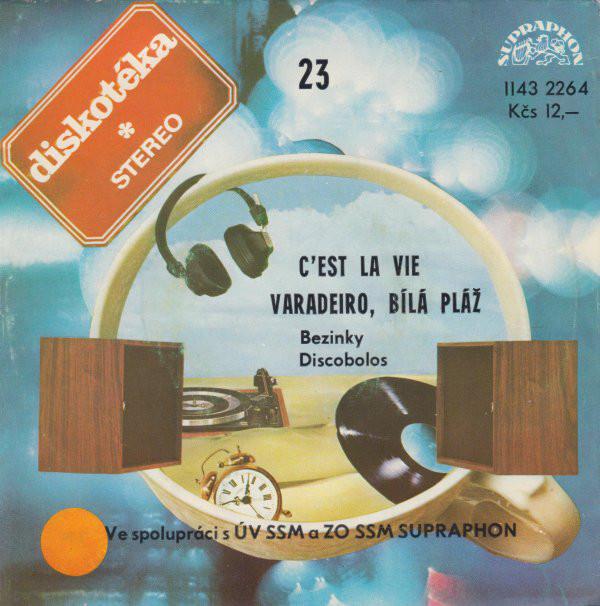 diskotéka
*
STEREO
23
SUPRAPHON
1143 2264
Kčs 12,–
C'EST LA VIE
VARADEIRO, BÍLÁ PLÁŽ
Bezinky
Discobolos
Ve spolupráci s ÚV SSM a ZO SSM SUPRAPHON